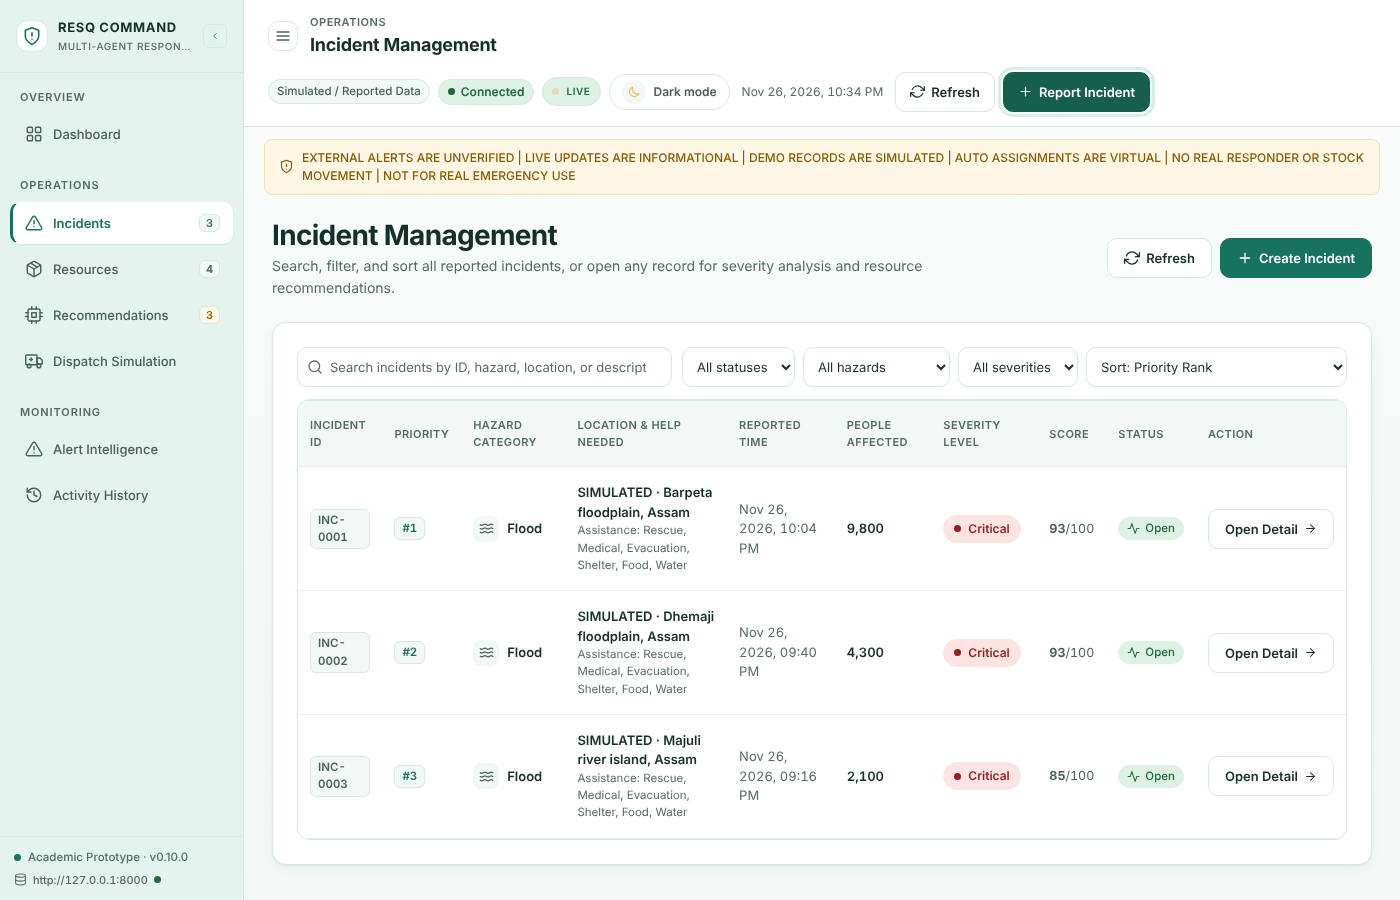 RESQ COMMAND
MULTI-AGENT RESPON...
OVERVIEW
Dashboard
OPERATIONS
Incidents 3
Resources 4
Recommendations 3
Dispatch Simulation
MONITORING
Alert Intelligence
Activity History
Academic Prototype · v0.10.0
http://127.0.0.1:8000
OPERATIONS
Incident Management
Simulated / Reported Data
Connected
LIVE
Dark mode
Nov 26, 2026, 10:34 PM
Refresh
Report Incident
EXTERNAL ALERTS ARE UNVERIFIED | LIVE UPDATES ARE INFORMATIONAL | DEMO RECORDS ARE SIMULATED | AUTO ASSIGNMENTS ARE VIRTUAL | NO REAL RESPONDER OR STOCK
MOVEMENT | NOT FOR REAL EMERGENCY USE
Incident Management
Search, filter, and sort all reported incidents, or open any record for severity analysis and resource
recommendations.
Refresh
Create Incident
Search incidents by ID, hazard, location, or descript
All statuses
All hazards
All severities
Sort: Priority Rank
INCIDENT
ID
PRIORITY
HAZARD
CATEGORY
LOCATION & HELP
NEEDED
REPORTED
TIME
PEOPLE
AFFECTED
SEVERITY
LEVEL
SCORE
STATUS
ACTION
INC-
0001
#1
Flood
SIMULATED · Barpeta
floodplain, Assam
Assistance: Rescue,
Medical, Evacuation,
Shelter, Food, Water
Nov 26,
2026, 10:04
PM
9,800
Critical
93/100
Open
Open Detail
INC-
0002
#2
Flood
SIMULATED · Dhemaji
floodplain, Assam
Assistance: Rescue,
Medical, Evacuation,
Shelter, Food, Water
Nov 26,
2026, 09:40
PM
4,300
Critical
93/100
Open
Open Detail
INC-
0003
#3
Flood
SIMULATED · Majuli
river island, Assam
Assistance: Rescue,
Medical, Evacuation,
Shelter, Food, Water
Nov 26,
2026, 09:16
PM
2,100
Critical
85/100
Open
Open Detail